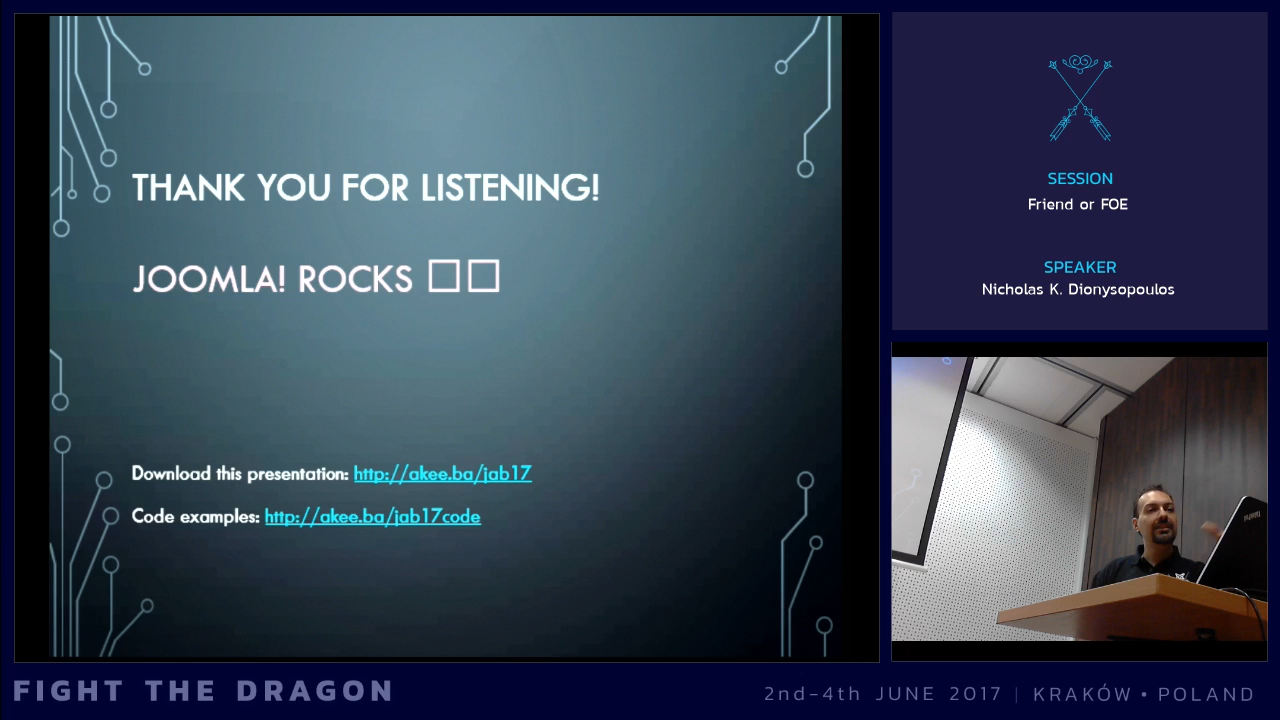 THANK YOU FOR LISTENING!
JOOMLA! ROCKS □□
Download this presentation: http://akee.ba/jab17
Code examples: http://akee.ba/jab17code
SESSION
Friend or FOE
SPEAKER
Nicholas K. Dionysopoulos
ThinkPad
FIGHT THE DRAGON
2nd-4th JUNE 2017 | KRAKÓW • POLAND